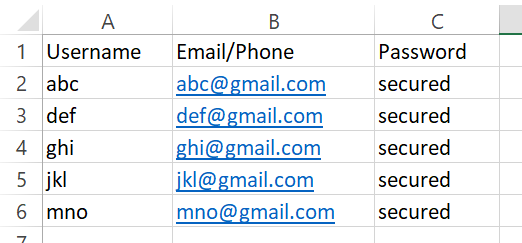 A B C
1 Username Email/Phone Password
2 abc abc@gmail.com secured
3 def def@gmail.com secured
4 ghi ghi@gmail.com secured
5 jkl jkl@gmail.com secured
6 mno mno@gmail.com secured
7